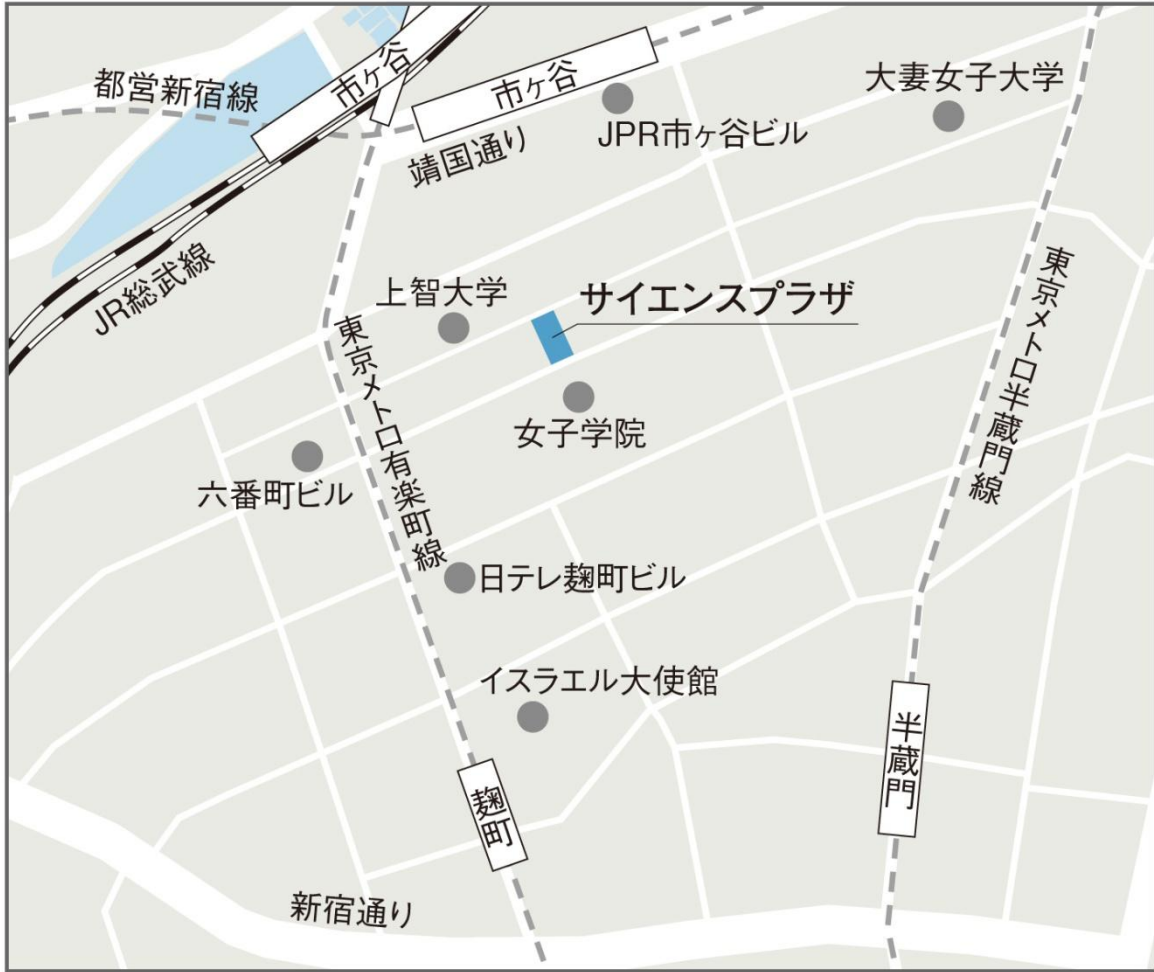 都営新宿線
市ヶ谷
市ヶ谷
靖国通り
JPR市ヶ谷ビル
大妻女子大学
JR総武線
上智大学
サイエンスプラザ
東京メトロ半蔵門線
東京メトロ有楽町線
女子学院
六番町ビル
日テレ麹町ビル
イスラエル大使館
半蔵門
麹町
新宿通り